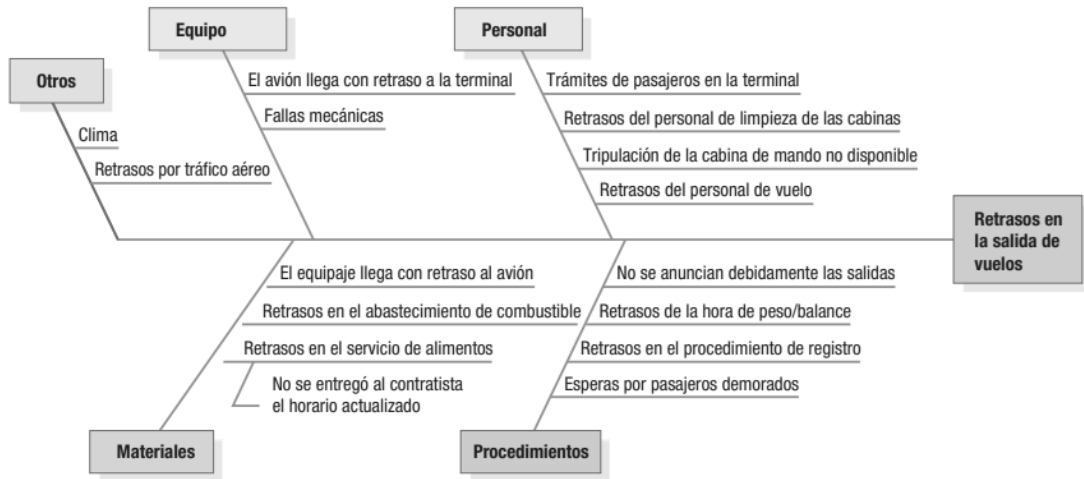 Equipo
Personal
Otros
El avión llega con retraso a la terminal
Fallas mecánicas
Trámites de pasajeros en la terminal
Retrasos del personal de limpieza de las cabinas
Tripulación de la cabina de mando no disponible
Retrasos del personal de vuelo
Clima
Retrasos por tráfico aéreo
Retrasos en
la salida de
vuelos
El equipaje llega con retraso al avión
Retrasos en el abastecimiento de combustible
Retrasos en el servicio de alimentos
No se entregó al contratista
el horario actualizado
No se anuncian debidamente las salidas
Retrasos de la hora de peso/balance
Retrasos en el procedimiento de registro
Esperas por pasajeros demorados
Materiales
Procedimientos